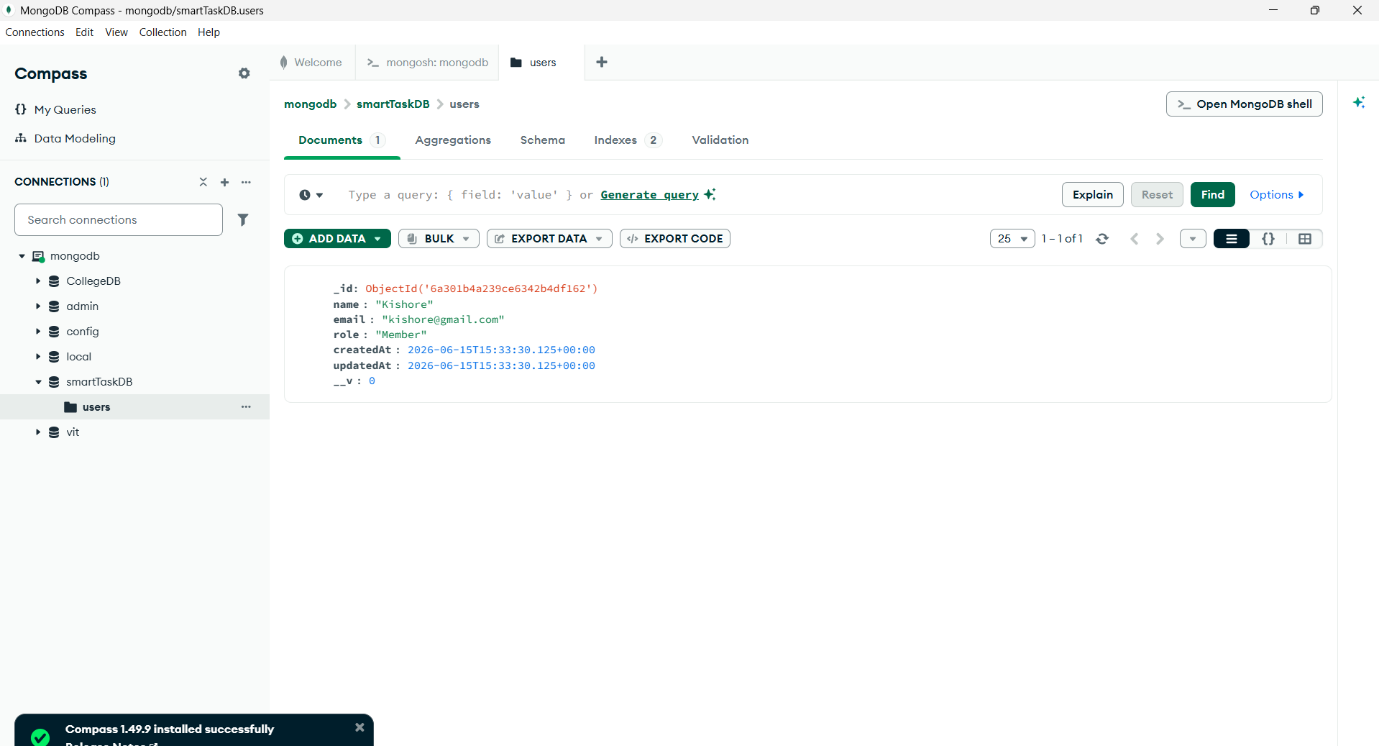 MongoDB Compass - mongodb/smartTaskDB.users
Connections Edit View Collection Help
Compass
My Queries
Data Modeling
CONNECTIONS (1)
Search connections
mongodb
CollegeDB
admin
config
local
smartTaskDB
users
vit
Welcome
mongosh: mongodb
users
mongodb > smartTaskDB > users
>_ Open MongoDB shell
Documents 1 Aggregations Schema Indexes 2 Validation
Type a query: { field: 'value' } or Generate query
Explain Reset Find Options
ADD DATA BULK EXPORT DATA EXPORT CODE
25 1 – 1 of 1
_id: ObjectId('6a301b4a239ce6342b4df162')
name : "Kishore"
email : "kishore@gmail.com"
role : "Member"
createdAt : 2026-06-15T15:33:30.125+00:00
updatedAt : 2026-06-15T15:33:30.125+00:00
__v : 0
Compass 1.49.9 installed successfully
Release Notes